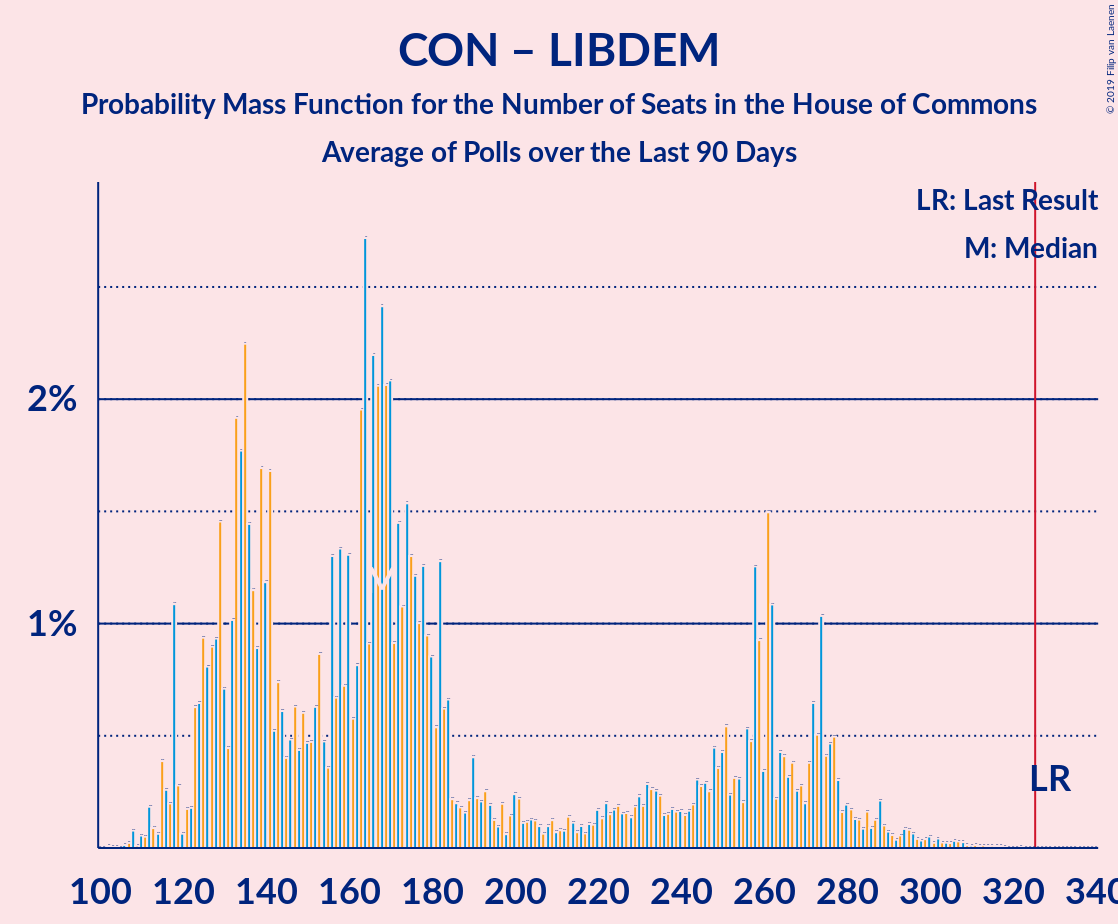 © 2019 Filip van Laenen
CON – LIBDEM
Probability Mass Function for the Number of Seats in the House of Commons
Average of Polls over the Last 90 Days
LR: Last Result
M: Median
2%
1%
M
LR
100 120 140 160 180 200 220 240 260 280 300 320 340